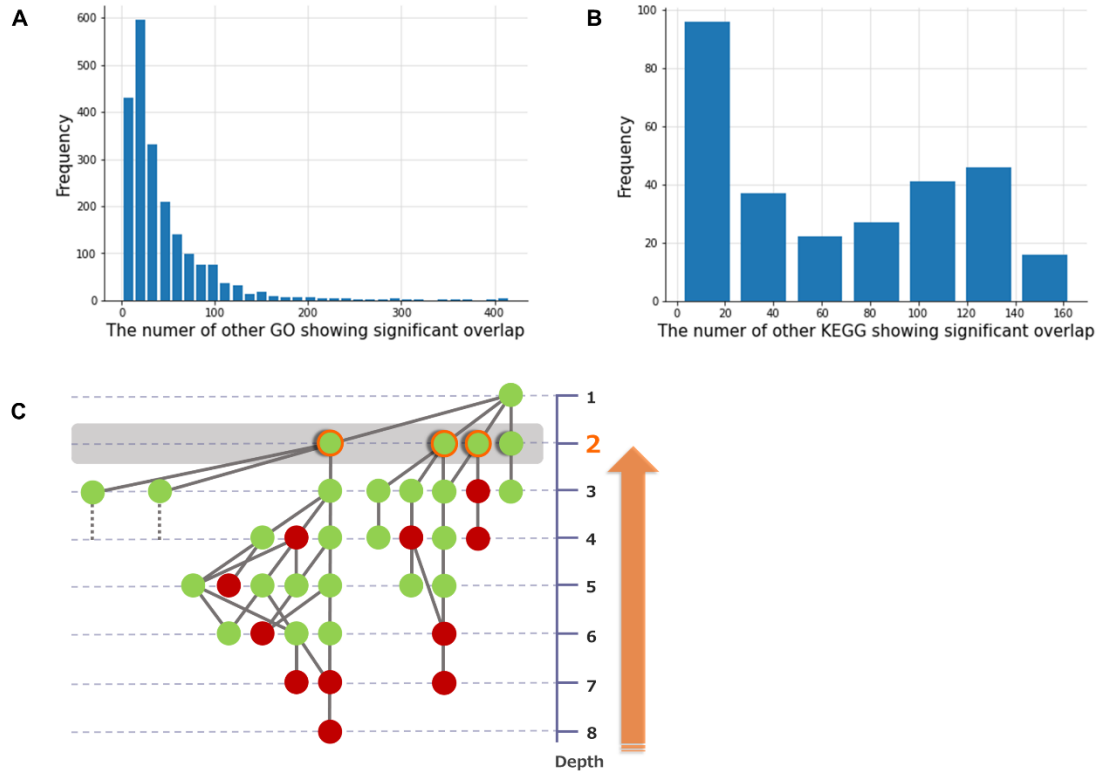 A
600
500
400
300
200
100
0
Frequency
0 100 200 300 400
The numer of other GO showing significant overlap
B
100
80
60
40
20
0
Frequency
0 20 40 60 80 100 120 140 160
The numer of other KEGG showing significant overlap
C
1
2
3
4
5
6
7
8
Depth